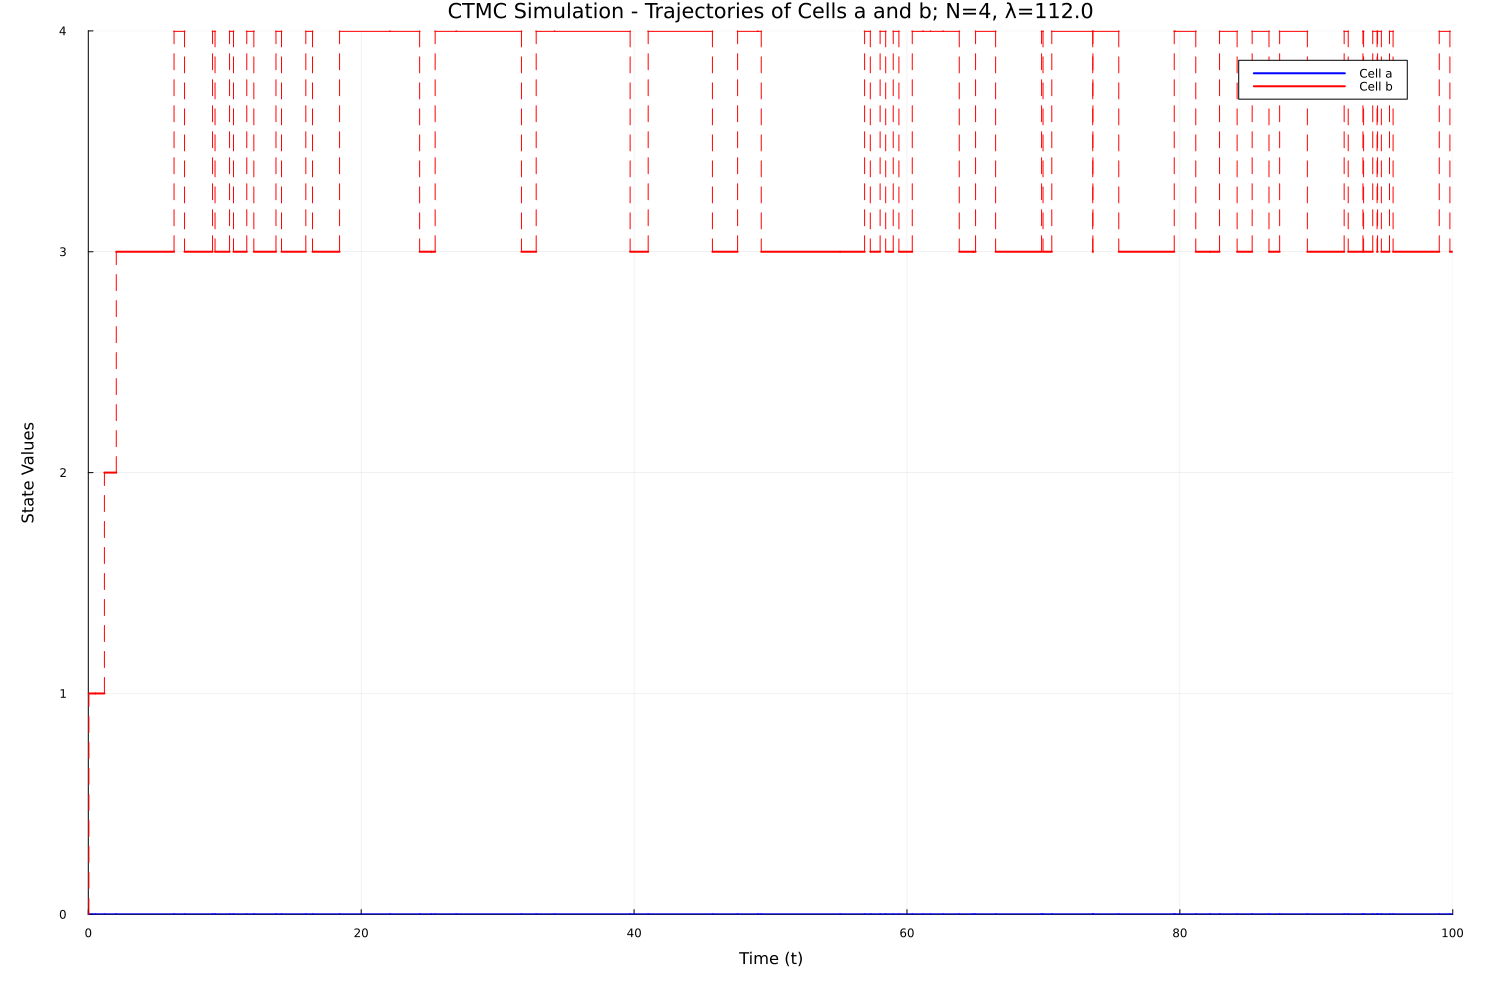 CTMC Simulation - Trajectories of Cells a and b; N=4, λ=112.0
4
Cell a
Cell b
3
State Values
2
1
0
0 20 40 60 80 100
Time (t)